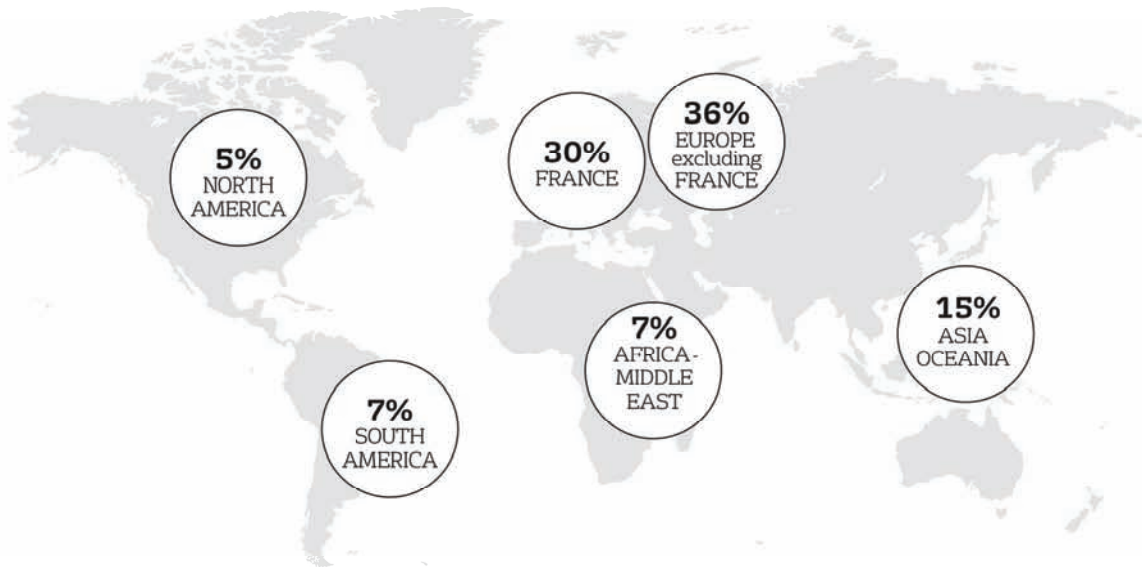 5%
NORTH
AMERICA
30%
FRANCE
36%
EUROPE
excluding
FRANCE
7%
SOUTH
AMERICA
7%
AFRICA-
MIDDLE
EAST
15%
ASIA
OCEANIA